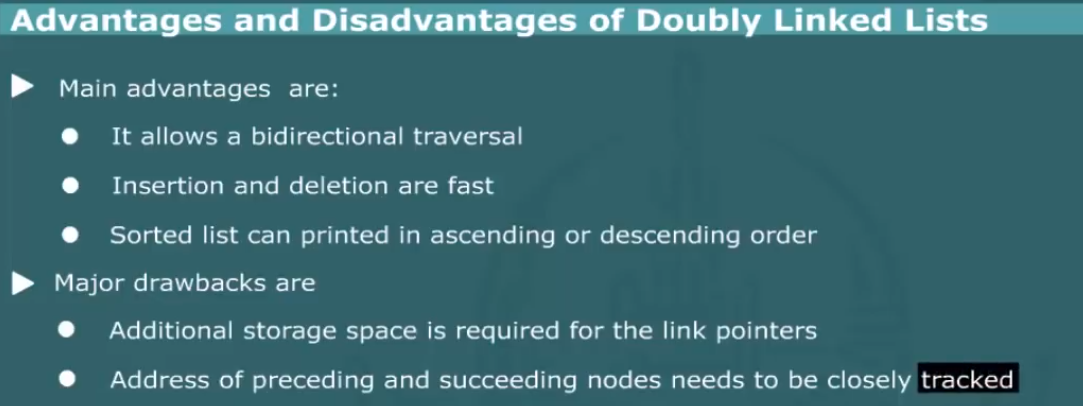 Advantages and Disadvantages of Doubly Linked Lists
Main advantages are:
It allows a bidirectional traversal
Insertion and deletion are fast
Sorted list can printed in ascending or descending order
Major drawbacks are
Additional storage space is required for the link pointers
Address of preceding and succeeding nodes needs to be closely tracked